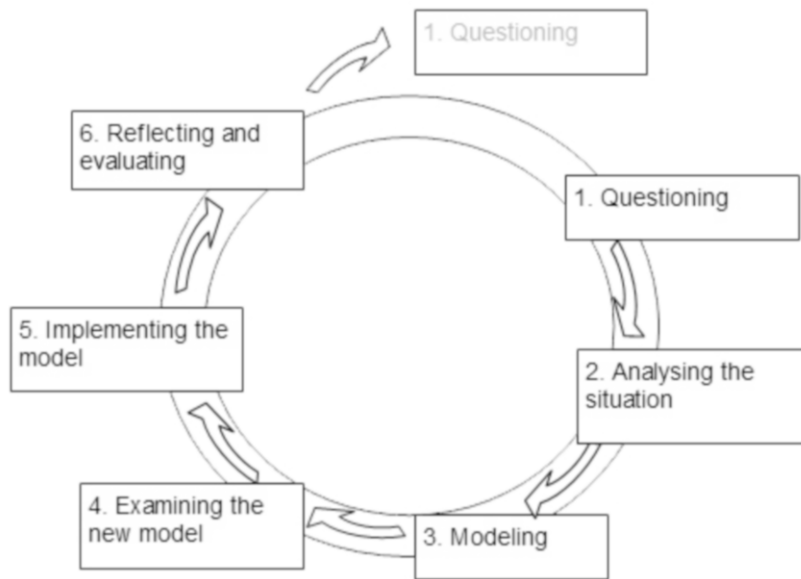 1. Questioning
6. Reflecting and
evaluating
1. Questioning
5. Implementing the
model
2. Analysing the
situation
4. Examining the
new model
3. Modeling